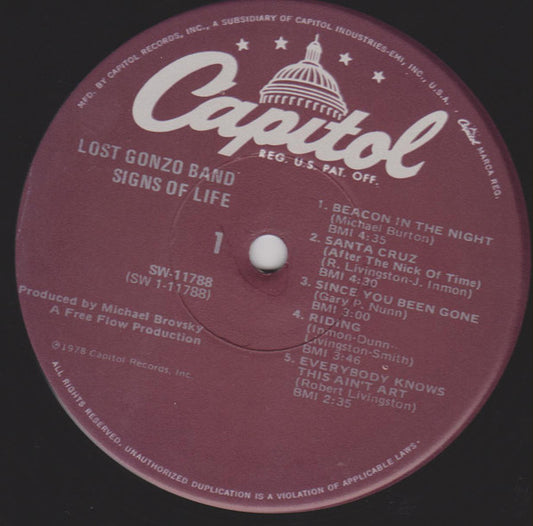 MFD. BY CAPITOL RECORDS, INC., A SUBSIDIARY OF CAPITOL INDUSTRIES-EMI, INC., U.S.A.
Capitol MARCA REG.
Capitol
REG. U.S. PAT. OFF.
LOST GONZO BAND
SIGNS OF LIFE
1
SW-11788
(SW 1-11788)
Produced by Michael Brovsky
A Free Flow Production
℗1978 Capitol Records, Inc.
1. BEACON IN THE NIGHT
(Michael Burton)
BMI 4:35
2. SANTA CRUZ
(After The Nick Of Time)
(R. Livingston-J. Inmon)
BMI 4:30
3. SINCE YOU BEEN GONE
(Gary P. Nunn)
BMI 3:00
4. RIDING
(Inmon-Dunn-
Livingston-Smith)
BMI 3:46
5. EVERYBODY KNOWS
THIS AIN'T ART
(Robert Livingston)
BMI 2:35
ALL RIGHTS RESERVED. UNAUTHORIZED DUPLICATION IS A VIOLATION OF APPLICABLE LAWS.